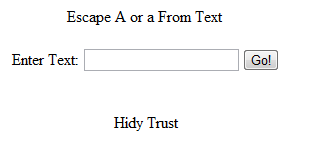 Escape A or a From Text
Enter Text: Go!
Hidy Trust